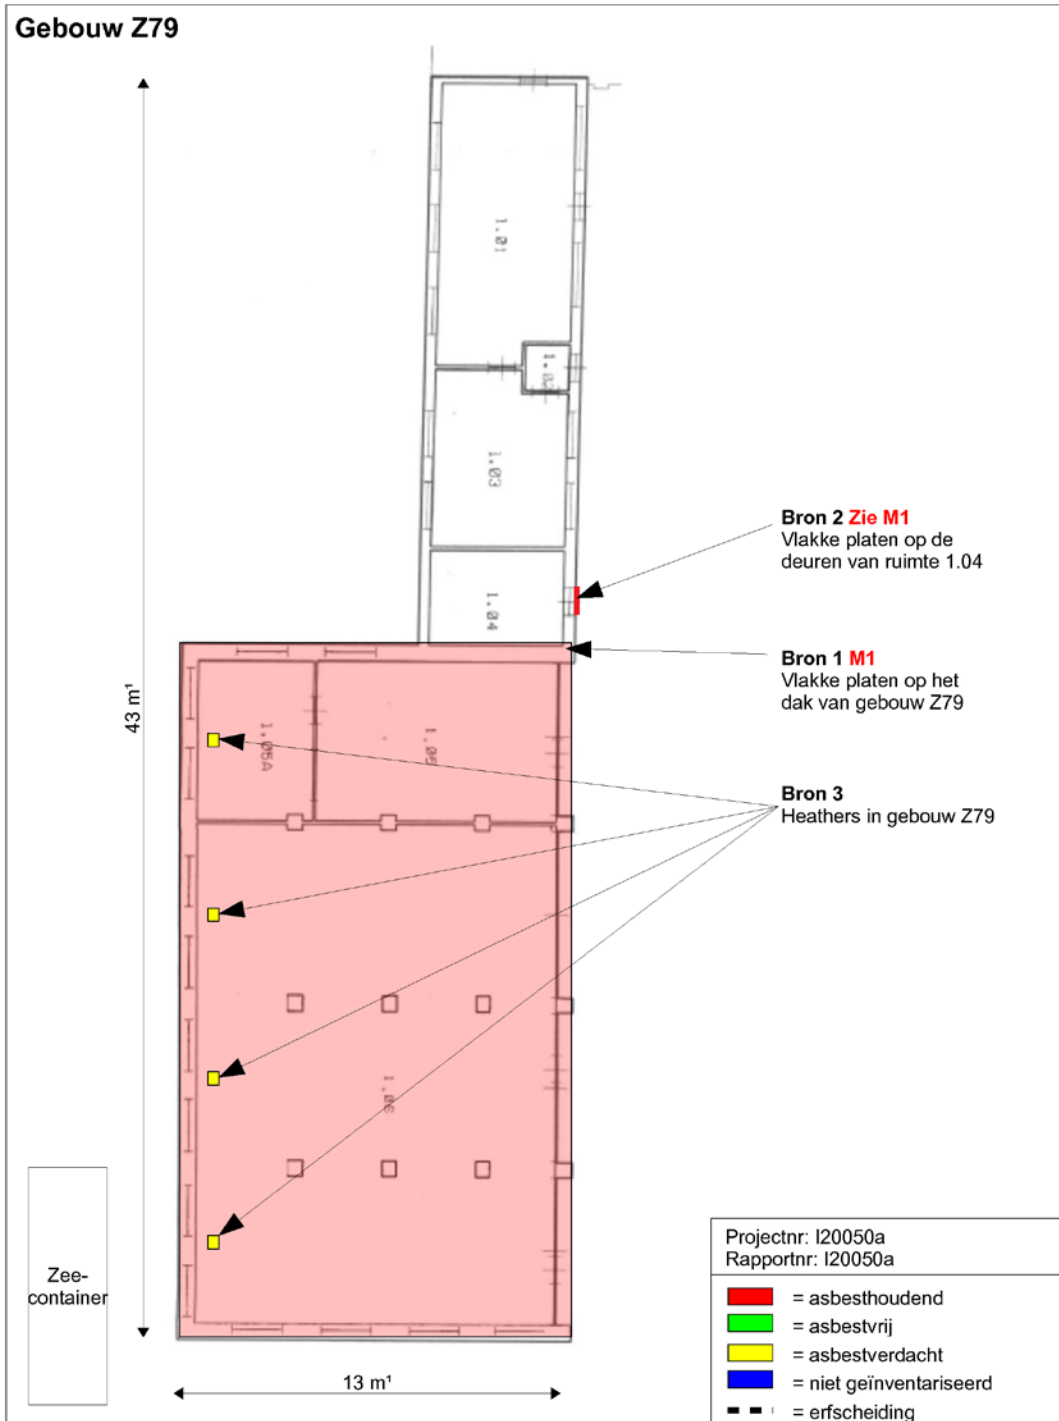 Gebouw Z79
1.01
1.02
1.03
Bron 2 Zie M1
Vlakke platen op de
deuren van ruimte 1.04
1.04
Bron 1 M1
Vlakke platen op het
dak van gebouw Z79
43 m¹
1.05A
1.05
Bron 3
Heathers in gebouw Z79
1.06
Zee-
container
13 m¹
Projectnr: I20050a
Rapportnr: I20050a
= asbesthoudend
= asbestvrij
= asbestverdacht
= niet geïnventariseerd
= erfscheiding